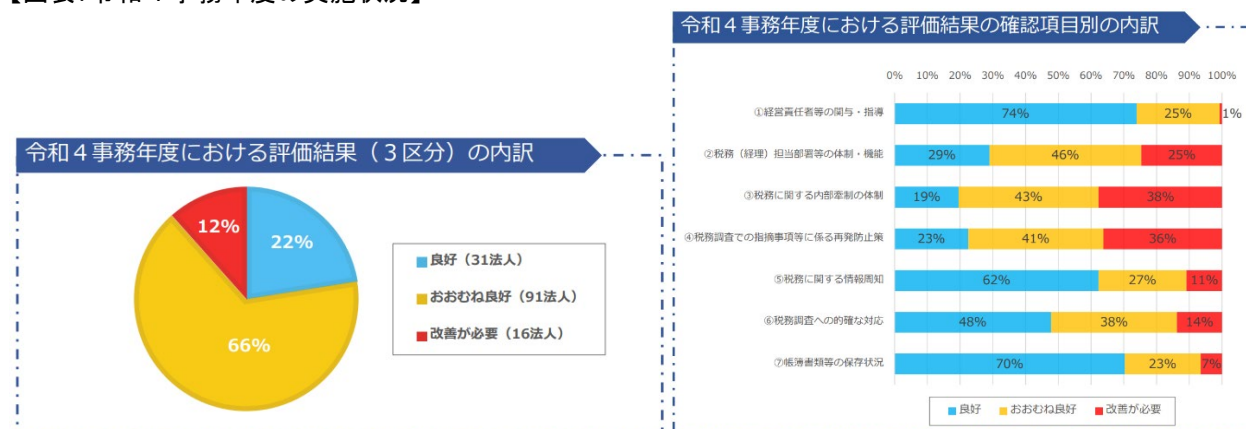 令和４事務年度の実施状況】
令和４事務年度における評価結果（３区分）の内訳
22%
12%
66%
良好（31法人）
おおむね良好（91法人）
改善が必要（16法人）
令和４事務年度における評価結果の確認項目別の内訳
0% 10% 20% 30% 40% 50% 60% 70% 80% 90% 100%
①経営責任者等の関与・指導 74% 25% 1%
②税務（経理）担当部署等の体制・機能 29% 46% 25%
③税務に関する内部牽制の体制 19% 43% 38%
④税務調査での指摘事項等に係る再発防止策 23% 41% 36%
⑤税務に関する情報周知 62% 27% 11%
⑥税務調査への的確な対応 48% 38% 14%
⑦帳簿書類等の保存状況 70% 23% 7%
良好 おおむね良好 改善が必要